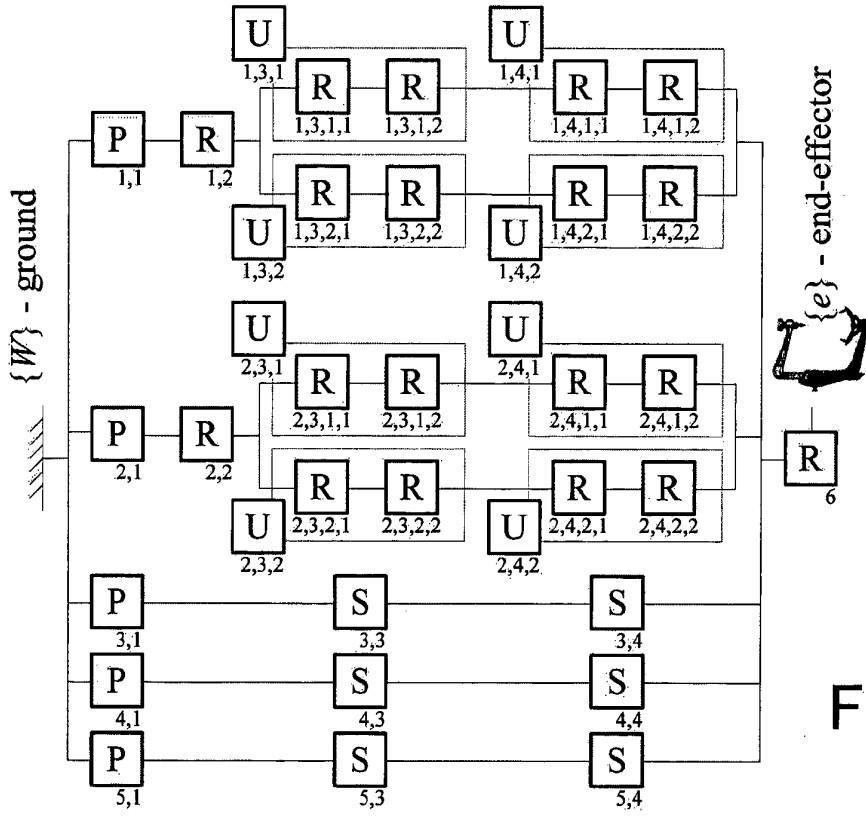 U U
1,3,1 1,4,1
R R R R
1,3,1,1 1,3,1,2 1,4,1,1 1,4,1,2
P R
1,1 1,2
R R R R
1,3,2,1 1,3,2,2 1,4,2,1 1,4,2,2
U U
1,3,2 1,4,2
{W} - ground
{e} - end-effector
U U
2,3,1 2,4,1
R R R R
2,3,1,1 2,3,1,2 2,4,1,1 2,4,1,2
P R
2,1 2,2
R
6
R R R R
2,3,2,1 2,3,2,2 2,4,2,1 2,4,2,2
U U
2,3,2 2,4,2
P S S
3,1 3,3 3,4
P S S
4,1 4,3 4,4
F
P S S
5,1 5,3 5,4